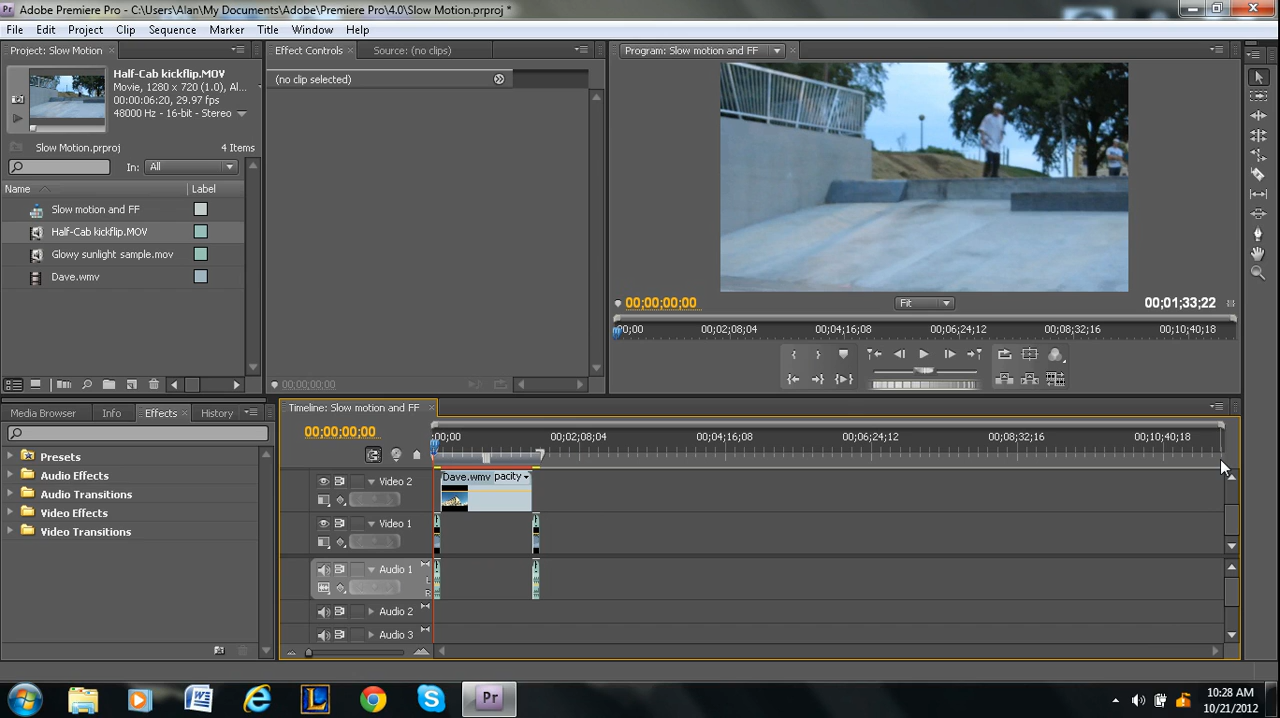 Adobe Premiere Pro - C:\Users\Alan\My Documents\Adobe\Premiere Pro\4.0\Slow Motion.prproj *
File Edit Project Clip Sequence Marker Title Window Help
Project: Slow Motion
Half-Cab kickflip.MOV
Movie, 1280 x 720 (1.0), Al...
00:00:06:20, 29.97 fps
48000 Hz - 16-bit - Stereo
Slow Motion.prproj 4 Items
In: All
Name Label
Slow motion and FF
Half-Cab kickflip.MOV
Glowy sunlight sample.mov
Dave.wmv
Effect Controls Source: (no clips)
(no clip selected)
00;00;00;00
Program: Slow motion and FF
00;00;00;00 Fit 00;01;33;22
00;00 00;02;08;04 00;04;16;08 00;06;24;12 00;08;32;16 00;10;40;18
Media Browser Info Effects History
Presets
Audio Effects
Audio Transitions
Video Effects
Video Transitions
Timeline: Slow motion and FF
00;00;00;00
;00;00 00;02;08;04 00;04;16;08 00;06;24;12 00;08;32;16 00;10;40;18
Video 2 Dave.wmv pacity
Video 1
Audio 1
L
R
Audio 2
Audio 3
Pr
10:28 AM
10/21/2012